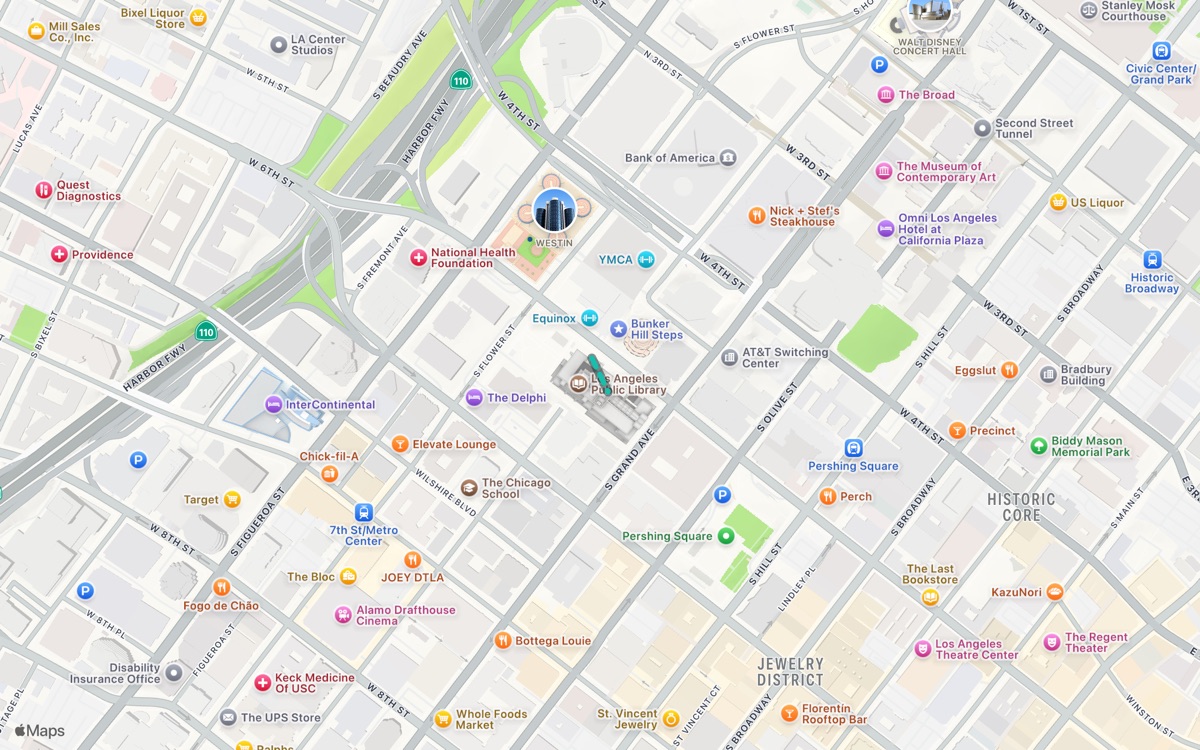 Bixel Liquor
Store
Mill Sales
Co., Inc.
LA Center
Studios
S BEAUDRY AVE
W 5TH ST
110
HARBOR FWY
W 4TH ST
N 3RD ST
S FLOWER ST
WALT DISNEY
CONCERT HALL
W 1ST ST
Stanley Mosk
Courthouse
P
Civic Center/
Grand Park
The Broad
LUCAS AVE
Second Street
Tunnel
Bank of America
W 3RD ST
The Museum of
Contemporary Art
W 6TH ST
Quest
Diagnostics
US Liquor
Nick + Stef's
Steakhouse
Omni Los Angeles
Hotel at
California Plaza
WESTIN
Providence
National Health
Foundation
S FREMONT AVE
YMCA
W 4TH ST
Historic
Broadway
S BROADWAY
W 3RD ST
Equinox
Bunker
Hill Steps
S BIXEL ST
110
HARBOR FWY
S FLOWER ST
AT&T Switching
Center
S HILL ST
Eggslut
Bradbury
Building
Los Angeles
Public Library
InterContinental
The Delphi
S OLIVE ST
W 4TH ST
Precinct
Elevate Lounge
Biddy Mason
Memorial Park
S GRAND AVE
Chick-fil-A
P
Pershing Square
WILSHIRE BLVD
The Chicago
School
Target
P
Perch
S BROADWAY
HISTORIC
CORE
S MAIN ST
E 3R
S FIGUEROA ST
7th St/Metro
Center
W 8TH ST
Pershing Square
S HILL ST
The Bloc
JOEY DTLA
LINDLEY PL
The Last
Bookstore
KazuNori
P
Fogo de Chão
W 8TH PL
Alamo Drafthouse
Cinema
Bottega Louie
Los Angeles
Theatre Center
The Regent
Theater
FIGUEROA ST
JEWELRY
DISTRICT
Disability
Insurance Office
Keck Medicine
Of USC
W 8TH ST
The UPS Store
Whole Foods
Market
St. Vincent
Jewelry
ST VINCENT CT
S BROADWAY
Florentin
Rooftop Bar
WINSTON ST
Maps
Ralphs